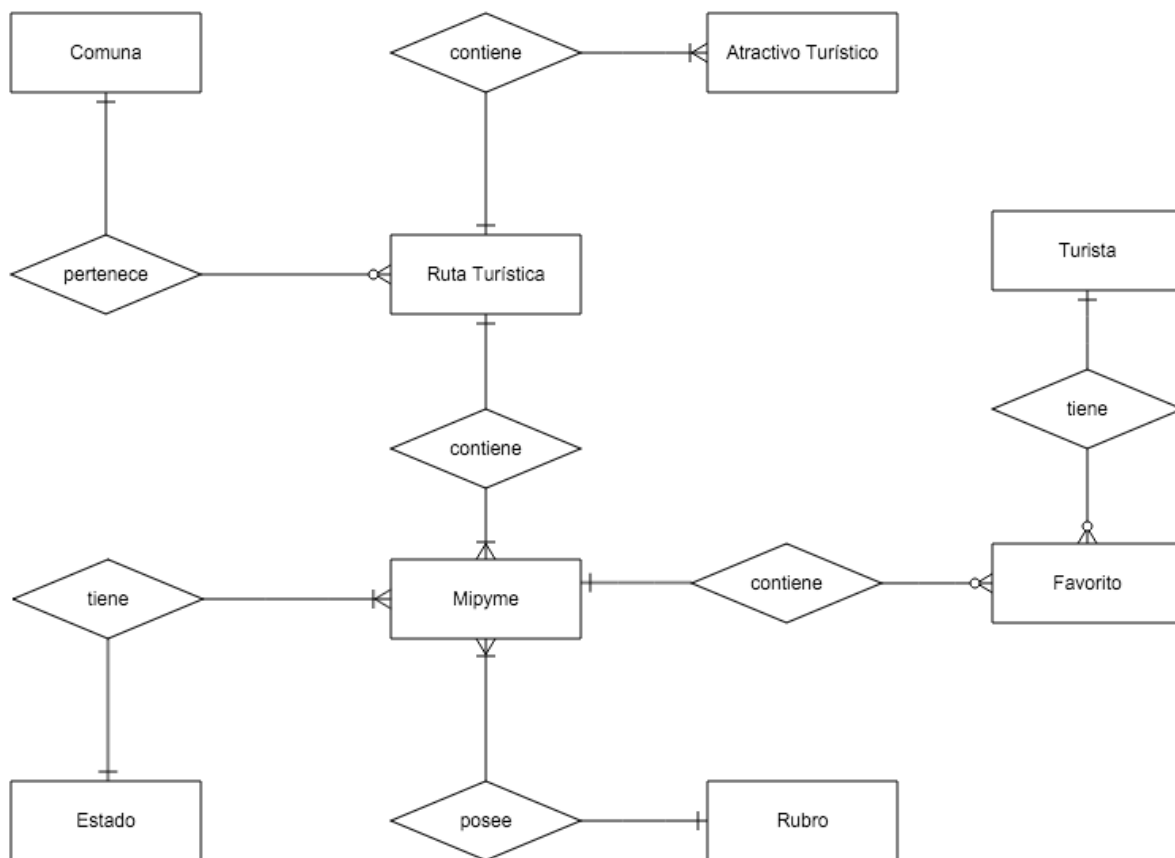 Comuna
contiene
Atractivo Turístico
pertenece
Ruta Turística
Turista
contiene
tiene
tiene
Mipyme
contiene
Favorito
Estado
posee
Rubro